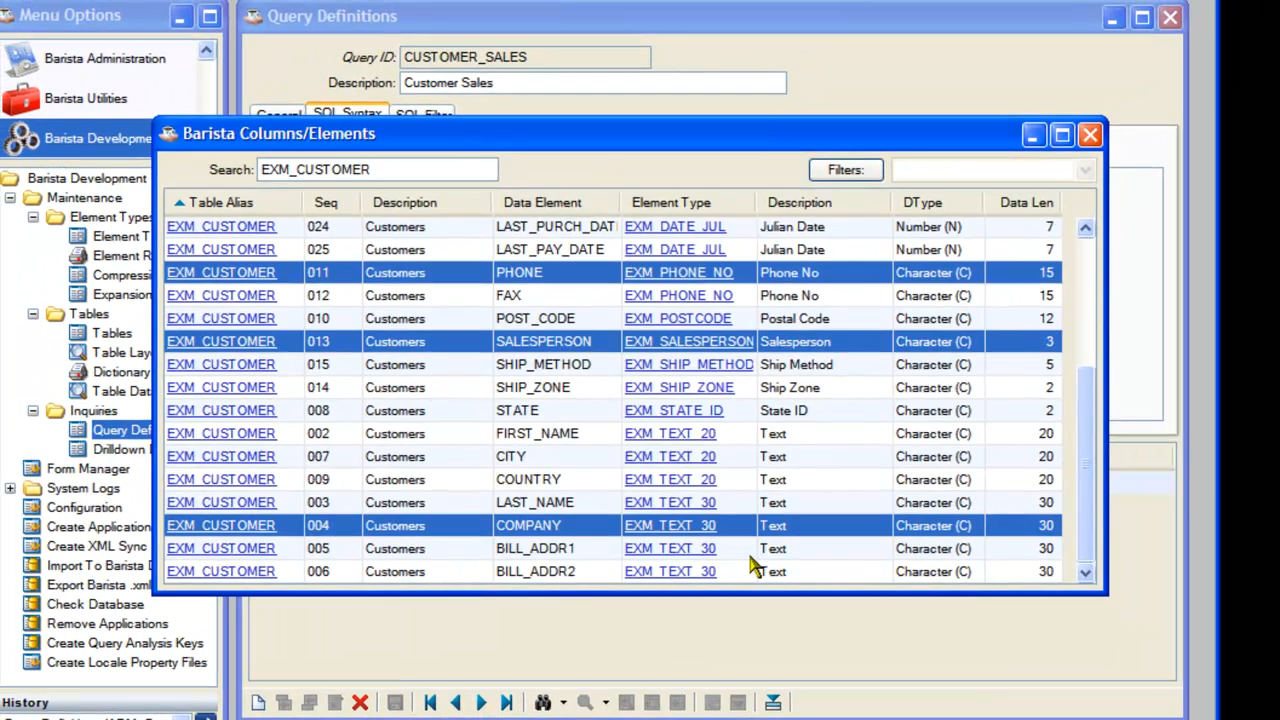 Menu Options
Barista Administration
Barista Utilities
Barista Developme
Barista Development
Maintenance
Element Types
Element T
Element R
Compressi
Expansion
Tables
Tables
Table Lay
Dictionary
Table Dat
Inquiries
Query Def
Drilldown
Form Manager
System Logs
Configuration
Create Application
Create XML Sync
Import To Barista D
Export Barista .xml
Check Database
Remove Applications
Create Query Analysis Keys
Create Locale Property Files
History
Query Definitions
Query ID: CUSTOMER_SALES
Description: Customer Sales
General SQL Syntax SQL Filter
Barista Columns/Elements
Search: EXM_CUSTOMER Filters:
Table Alias Seq Description Data Element Element Type Description DType Data Len
EXM_CUSTOMER 024 Customers LAST_PURCH_DAT EXM_DATE_JUL Julian Date Number (N) 7
EXM_CUSTOMER 025 Customers LAST_PAY_DATE EXM_DATE_JUL Julian Date Number (N) 7
EXM_CUSTOMER 011 Customers PHONE EXM_PHONE_NO Phone No Character (C) 15
EXM_CUSTOMER 012 Customers FAX EXM_PHONE_NO Phone No Character (C) 15
EXM_CUSTOMER 010 Customers POST_CODE EXM_POSTCODE Postal Code Character (C) 12
EXM_CUSTOMER 013 Customers SALESPERSON EXM_SALESPERSON Salesperson Character (C) 3
EXM_CUSTOMER 015 Customers SHIP_METHOD EXM_SHIP_METHOD Ship Method Character (C) 5
EXM_CUSTOMER 014 Customers SHIP_ZONE EXM_SHIP_ZONE Ship Zone Character (C) 2
EXM_CUSTOMER 008 Customers STATE EXM_STATE_ID State ID Character (C) 2
EXM_CUSTOMER 002 Customers FIRST_NAME EXM_TEXT_20 Text Character (C) 20
EXM_CUSTOMER 007 Customers CITY EXM_TEXT_20 Text Character (C) 20
EXM_CUSTOMER 009 Customers COUNTRY EXM_TEXT_20 Text Character (C) 20
EXM_CUSTOMER 003 Customers LAST_NAME EXM_TEXT_30 Text Character (C) 30
EXM_CUSTOMER 004 Customers COMPANY EXM_TEXT_30 Text Character (C) 30
EXM_CUSTOMER 005 Customers BILL_ADDR1 EXM_TEXT_30 Text Character (C) 30
EXM_CUSTOMER 006 Customers BILL_ADDR2 EXM_TEXT_30 Text Character (C) 30